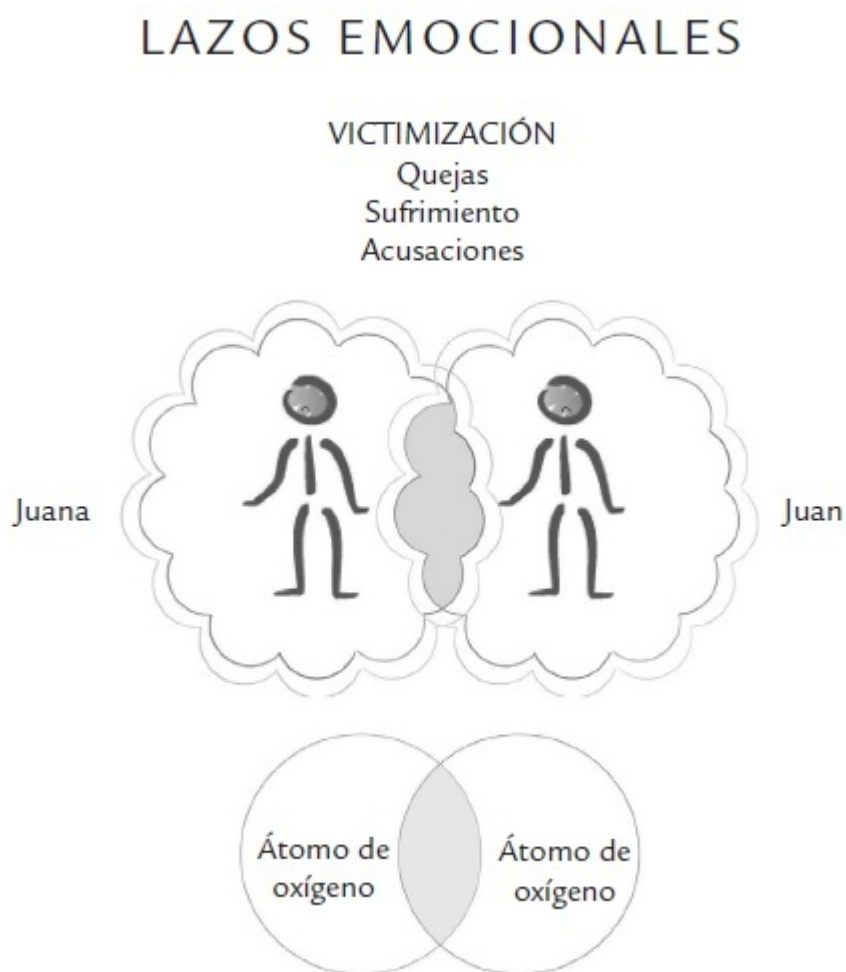 LAZOS EMOCIONALES
VICTIMIZACIÓN
Quejas
Sufrimiento
Acusaciones
Juana
Juan
Átomo de
oxígeno
Átomo de
oxígeno